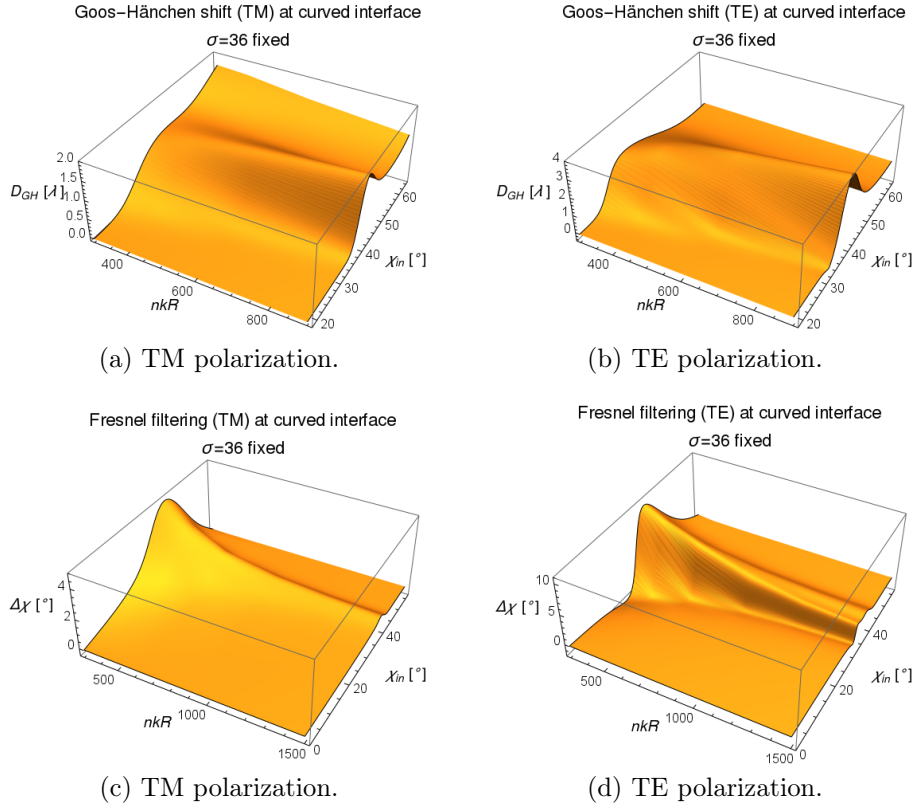 Goos−Hänchen shift (TM) at curved interface
σ=36 fixed
2.0
1.5
1.0
0.5
0.0
D_GH [λ]
400
600
800
nkR
20
30
40
50
60
χ_in [°]
(a) TM polarization.
Goos−Hänchen shift (TE) at curved interface
σ=36 fixed
4
3
2
1
0
D_GH [λ]
400
600
800
nkR
20
30
40
50
60
χ_in [°]
(b) TE polarization.
Fresnel filtering (TM) at curved interface
σ=36 fixed
4
2
0
Δχ [°]
500
1000
1500
nkR
0
20
40
χ_in [°]
(c) TM polarization.
Fresnel filtering (TE) at curved interface
σ=36 fixed
10
5
0
Δχ [°]
500
1000
1500
nkR
0
20
40
χ_in [°]
(d) TE polarization.